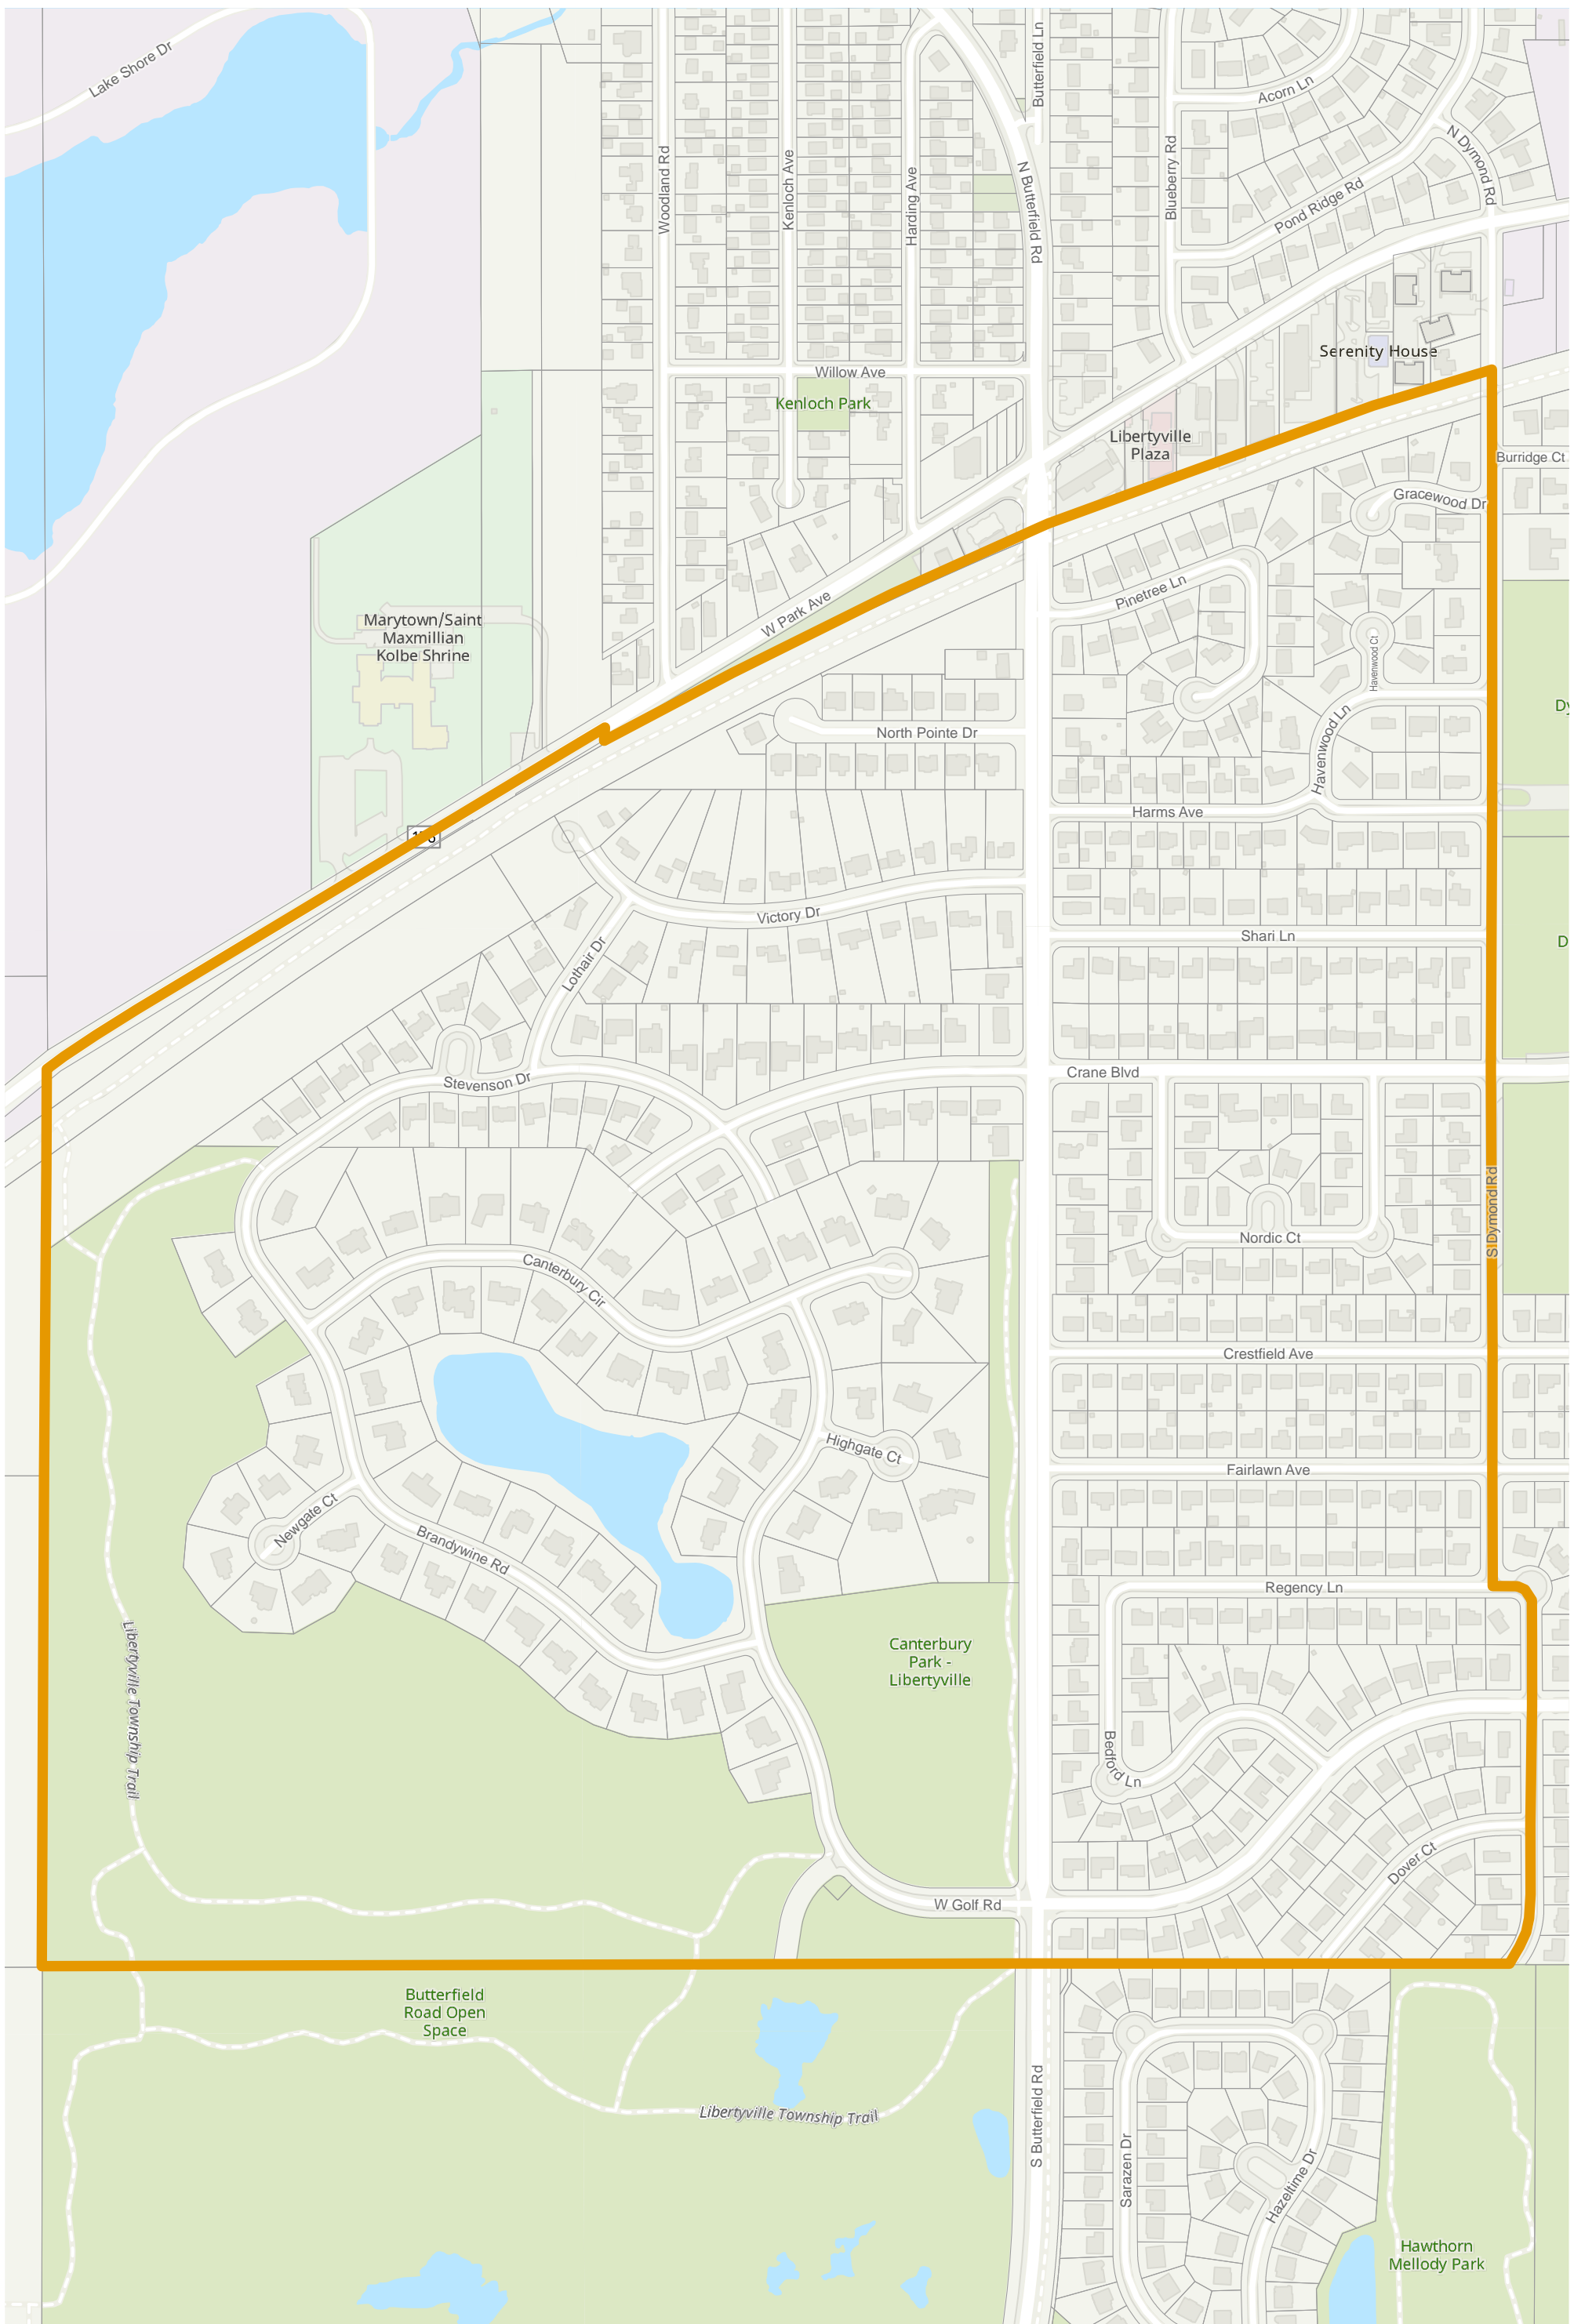 Lake Shore Dr
Butterfield Ln
Acorn Ln
Woodland Rd
Kenloch Ave
Harding Ave
N Butterfield Rd
Blueberry Rd
N Dymond Rd
Pond Ridge Rd
Serenity House
Willow Ave
Kenloch Park
Libertyville
Plaza
Burridge Ct
Gracewood Dr
Pinetree Ln
W Park Ave
Marytown/Saint
Maxmillian
Kolbe Shrine
Havenwood Ct
Havenwood Ln
North Pointe Dr
Harms Ave
Victory Dr
Shari Ln
Lothair Dr
Stevenson Dr
Crane Blvd
S Dymond Rd
Nordic Ct
Canterbury Cir
Crestfield Ave
Highgate Ct
Fairlawn Ave
Newgate Ct
Brandywine Rd
Regency Ln
Libertyville Township Trail
Canterbury
Park -
Libertyville
Bedford Ln
Dover Ct
W Golf Rd
Butterfield
Road Open
Space
Libertyville Township Trail
S Butterfield Rd
Sarazen Dr
Hazeltime Dr
Hawthorn
Mellody Park